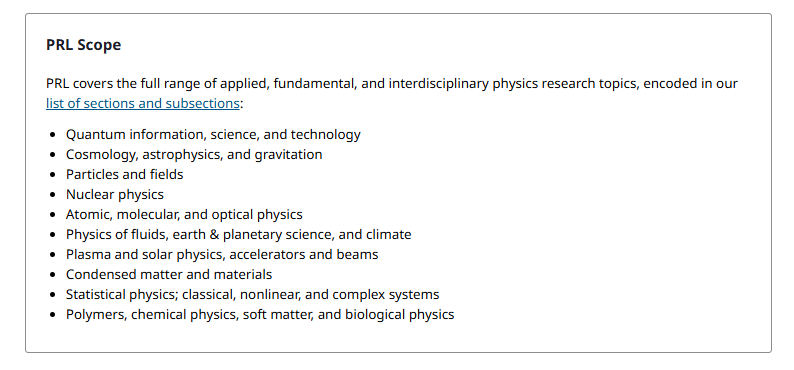 PRL Scope
PRL covers the full range of applied, fundamental, and interdisciplinary physics research topics, encoded in our
list of sections and subsections:
• Quantum information, science, and technology
• Cosmology, astrophysics, and gravitation
• Particles and fields
• Nuclear physics
• Atomic, molecular, and optical physics
• Physics of fluids, earth & planetary science, and climate
• Plasma and solar physics, accelerators and beams
• Condensed matter and materials
• Statistical physics; classical, nonlinear, and complex systems
• Polymers, chemical physics, soft matter, and biological physics